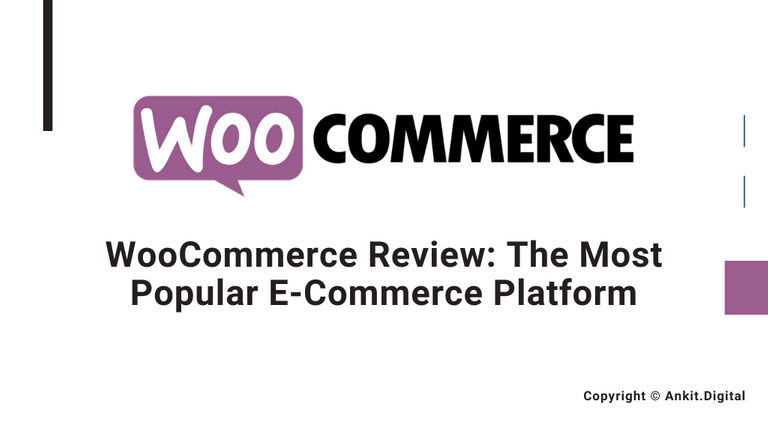 WOO COMMERCE
WooCommerce Review: The Most
Popular E-Commerce Platform
Copyright © Ankit.Digital